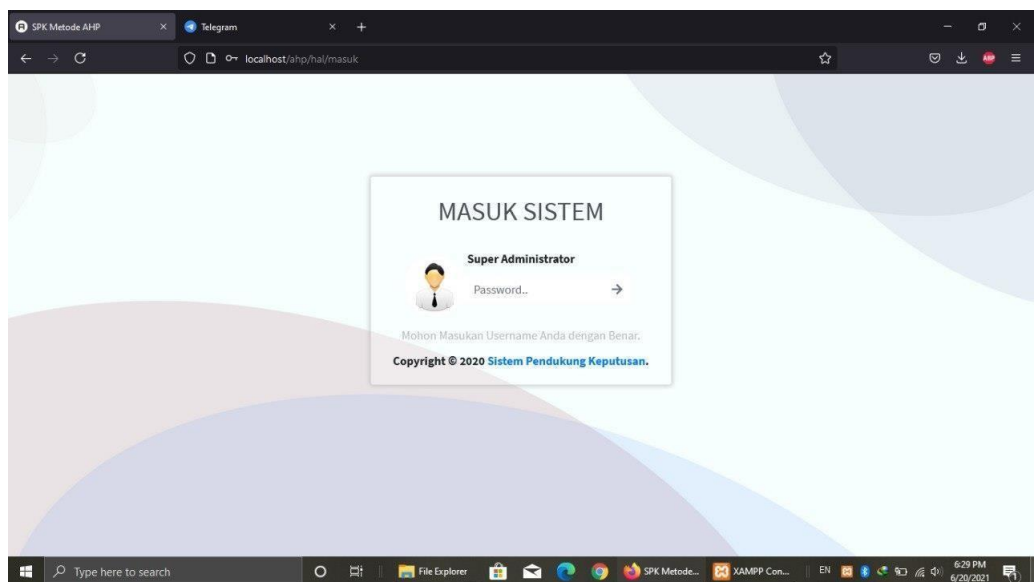 SPK Metode AHP
Telegram
localhost/ahp/hal/masuk
ABP
MASUK SISTEM
Super Administrator
Password..
Mohon Masukan Username Anda dengan Benar.
Copyright © 2020 Sistem Pendukung Keputusan.
Type here to search
File Explorer
SPK Metode...
XAMPP Con...
EN
6:29 PM
6/20/2021